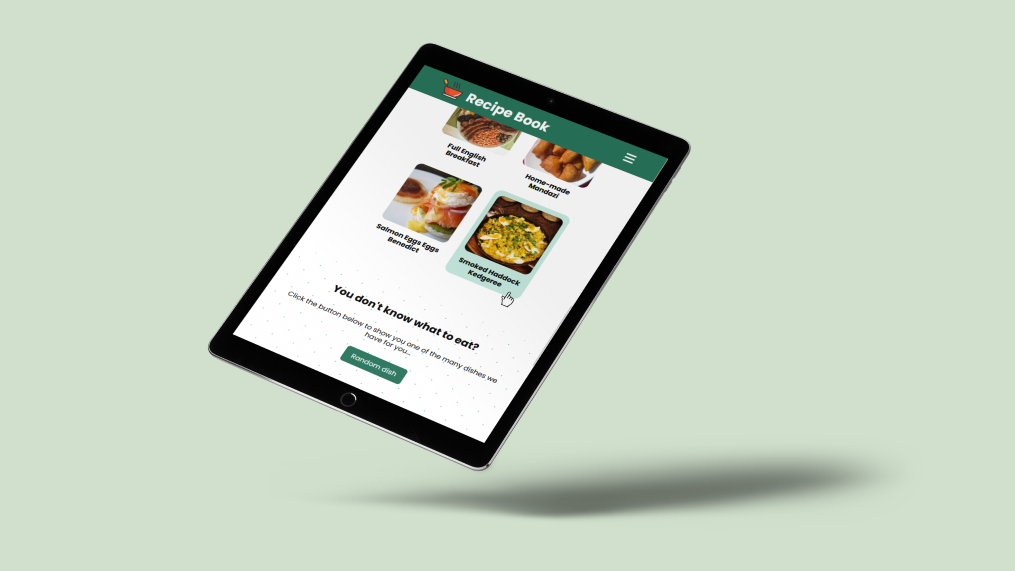 Recipe Book
Full English
Breakfast
Home-made
Mandazi
Salmon Eggs Eggs
Benedict
Smoked Haddock
Kedgeree
You don't know what to eat?
Click the button below to show you one of the many dishes we
have for you...
Random dish